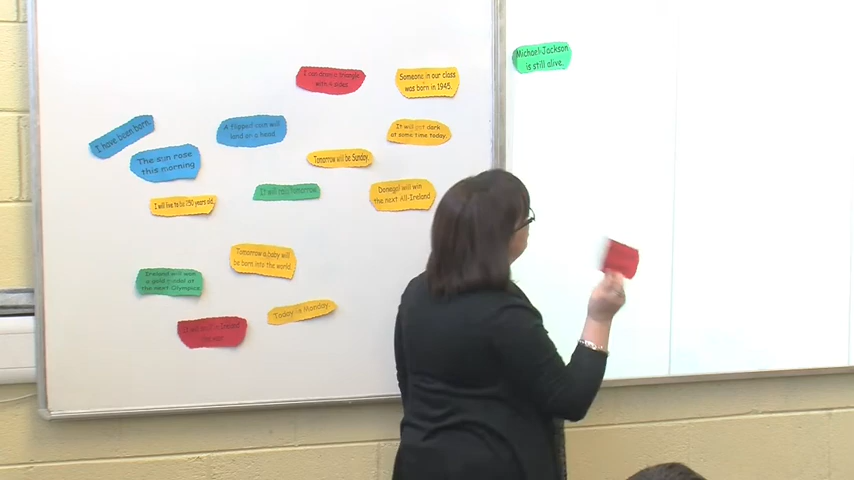 Michael Jackson
is still alive.
I can draw a triangle
with 4 sides
Someone in our class
was born in 1945.
I have been born.
A flipped coin will
land on a head
It will get dark
at some time today.
The sun rose
this morning
Tomorrow will be Sunday.
It will rain tomorrow
Donegal will win
the next All-Ireland
I will live to be 150 years old
Tomorrow a baby will
be born into the world.
Ireland will win
a gold medal at
the next Olympics
Today is Monday
It will in Ireland